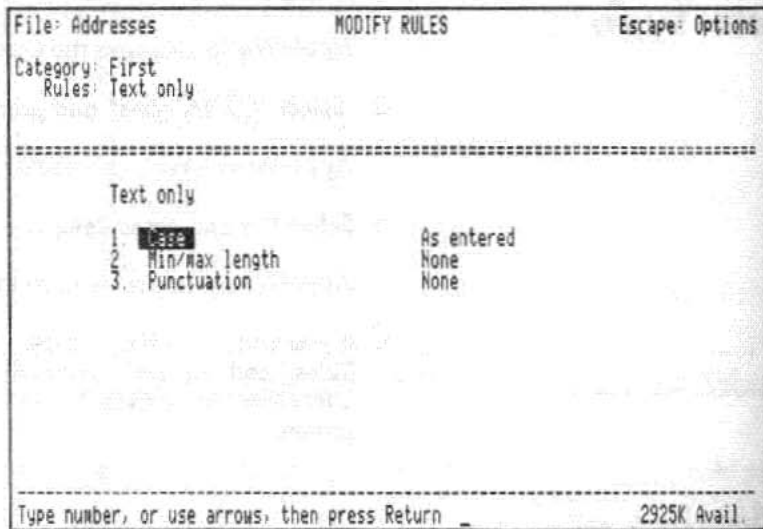 File: Addresses MODIFY RULES Escape: Options
Category: First
Rules: Text only
Text only
1. Case As entered
2. Min/max length None
3. Punctuation None
Type number, or use arrows, then press Return _ 2925K Avail.